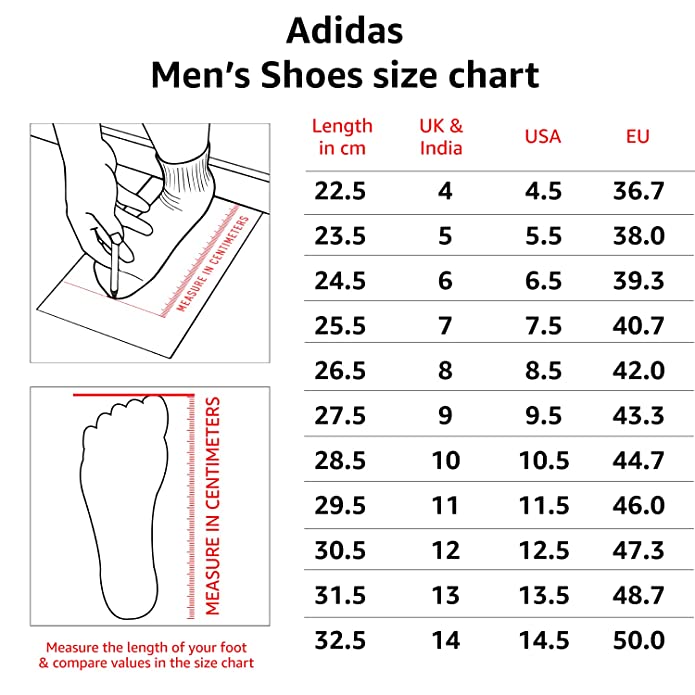 Adidas
Men’s Shoes size chart
MEASURE IN CENTIMETERS
MEASURE IN CENTIMETERS
Measure the length of your foot
& compare values in the size chart
Length in cm UK & India USA EU
22.5 4 4.5 36.7
23.5 5 5.5 38.0
24.5 6 6.5 39.3
25.5 7 7.5 40.7
26.5 8 8.5 42.0
27.5 9 9.5 43.3
28.5 10 10.5 44.7
29.5 11 11.5 46.0
30.5 12 12.5 47.3
31.5 13 13.5 48.7
32.5 14 14.5 50.0